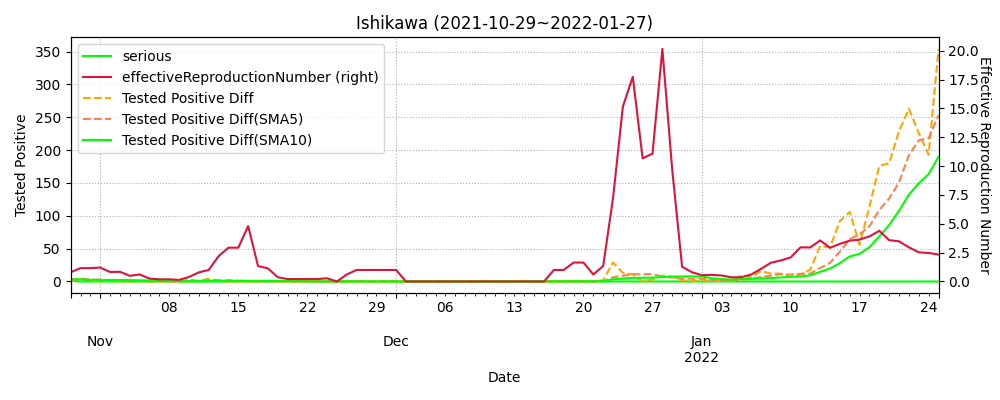 Ishikawa (2021-10-29~2022-01-27)
serious
effectiveReproductionNumber (right)
Tested Positive Diff
Tested Positive Diff(SMA5)
Tested Positive Diff(SMA10)
Tested Positive
350
300
250
200
150
100
50
0
20.0
17.5
15.0
12.5
10.0
7.5
5.0
2.5
0.0
Effective Reproduction Number
08 15 22 29 06 13 20 27 03 10 17 24
Nov Dec Jan
2022
Date